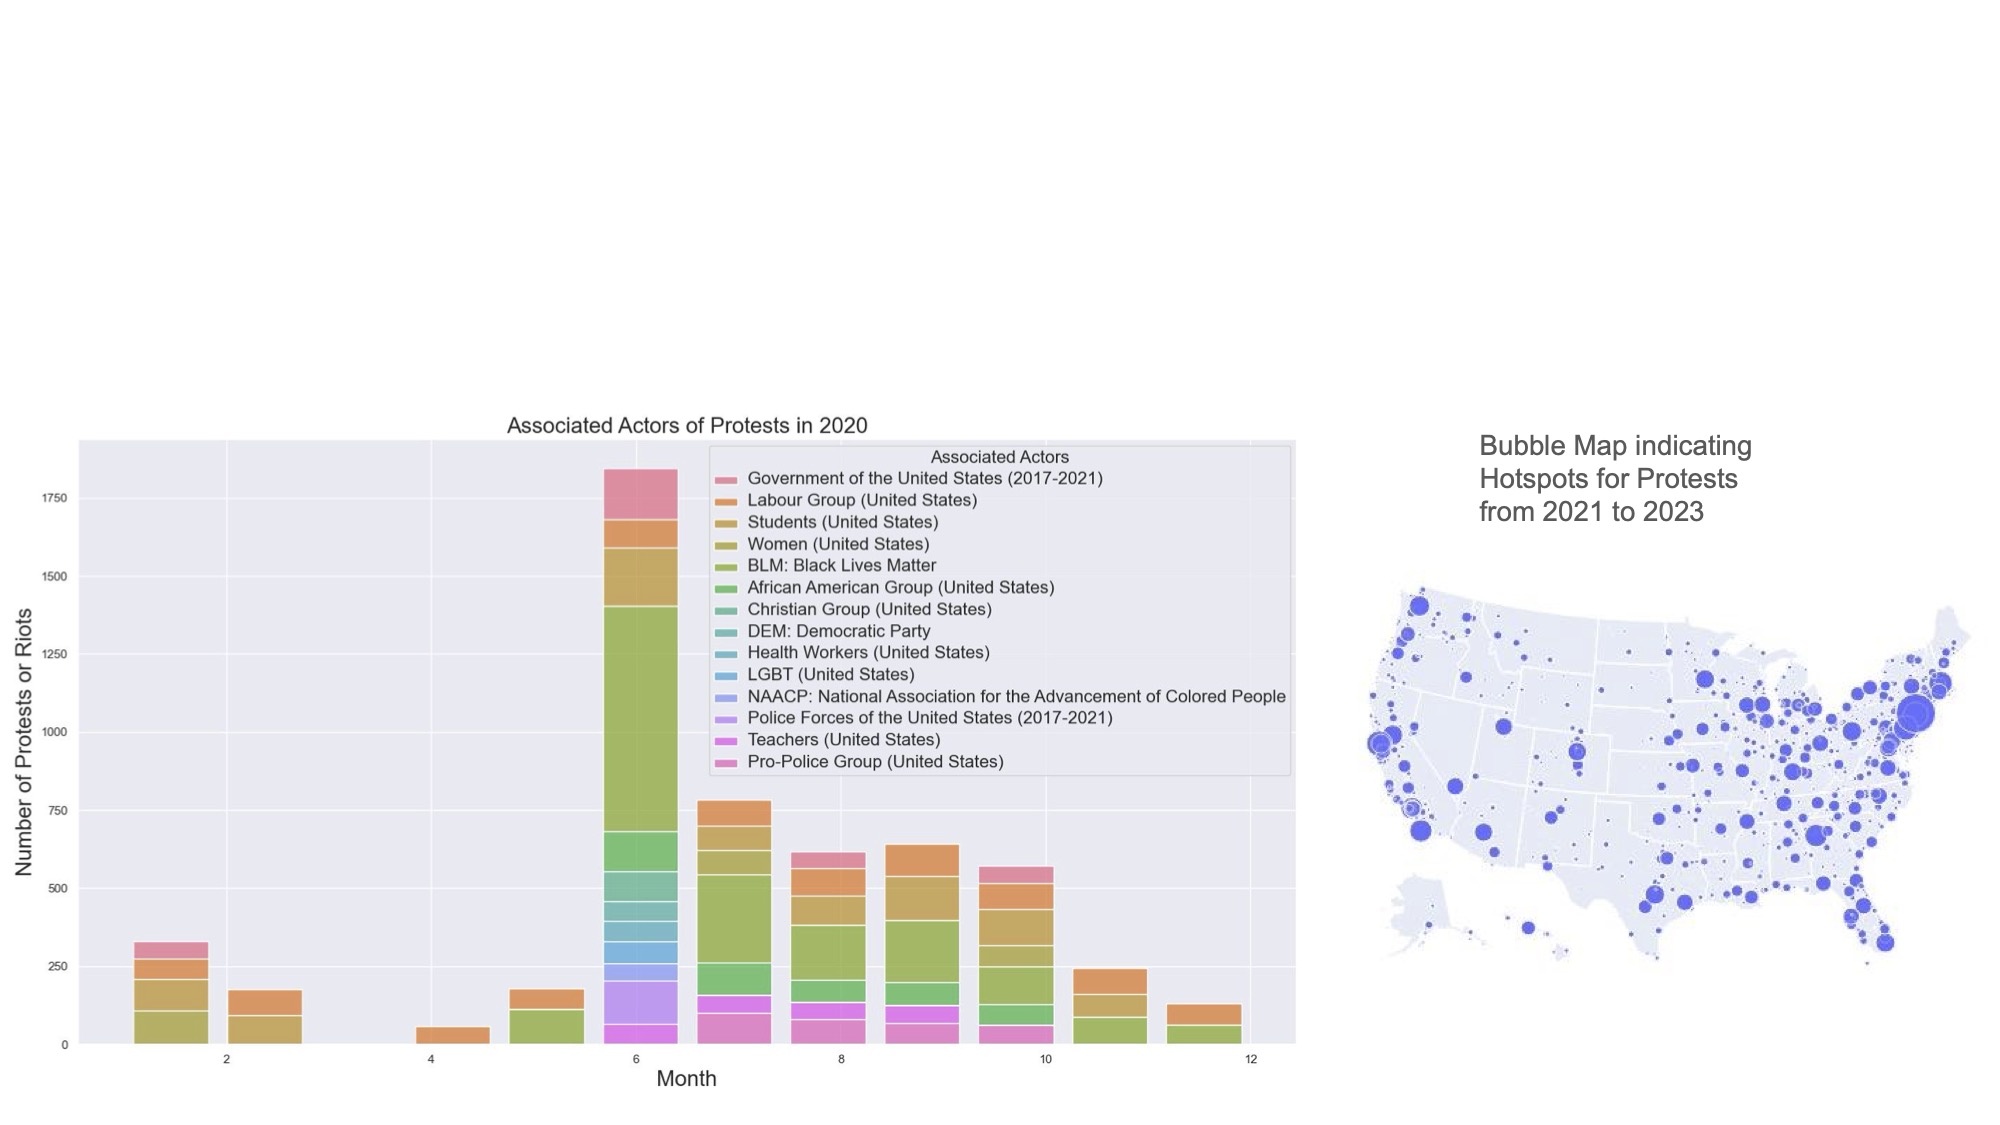 Associated Actors of Protests in 2020
Associated Actors
Government of the United States (2017-2021)
Labour Group (United States)
Students (United States)
Women (United States)
BLM: Black Lives Matter
African American Group (United States)
Christian Group (United States)
DEM: Democratic Party
Health Workers (United States)
LGBT (United States)
NAACP: National Association for the Advancement of Colored People
Police Forces of the United States (2017-2021)
Teachers (United States)
Pro-Police Group (United States)
Number of Protests or Riots
1750
1500
1250
1000
750
500
250
0
2 4 6 8 10 12
Month
Bubble Map indicating
Hotspots for Protests
from 2021 to 2023